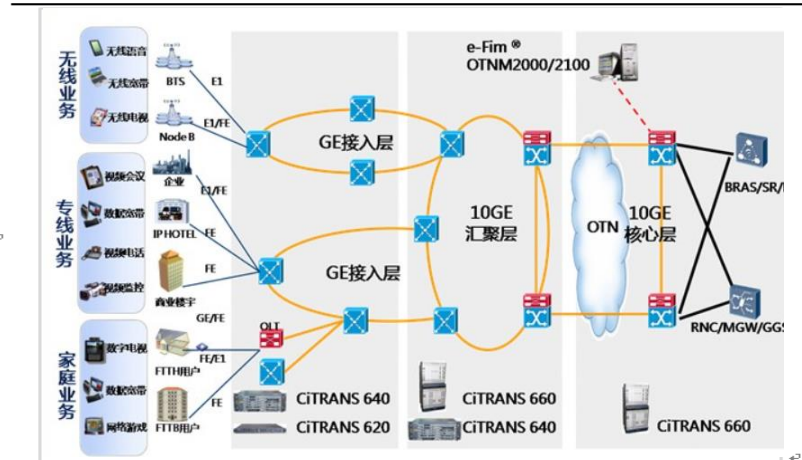 无线业务
无线语音
无线宽带
无线电视
BTS
E1
Node B
E1/FE
专线业务
视频会议
数据宽带
视频电话
视频监控
企业
E1/FE
IP HOTEL
FE
商业楼宇
FE
家庭业务
数字电视
数据宽带
网络游戏
GE/FE
FTTH用户
FE/E1
FTTB用户
FE
OLT
GE接入层
GE接入层
CiTRANS 640
CiTRANS 620
e-Fim ®
OTNM2000/2100
10GE
汇聚层
CiTRANS 660
CiTRANS 640
OTN
10GE
核心层
BRAS/SR/
RNC/MGW/GGS
CiTRANS 660